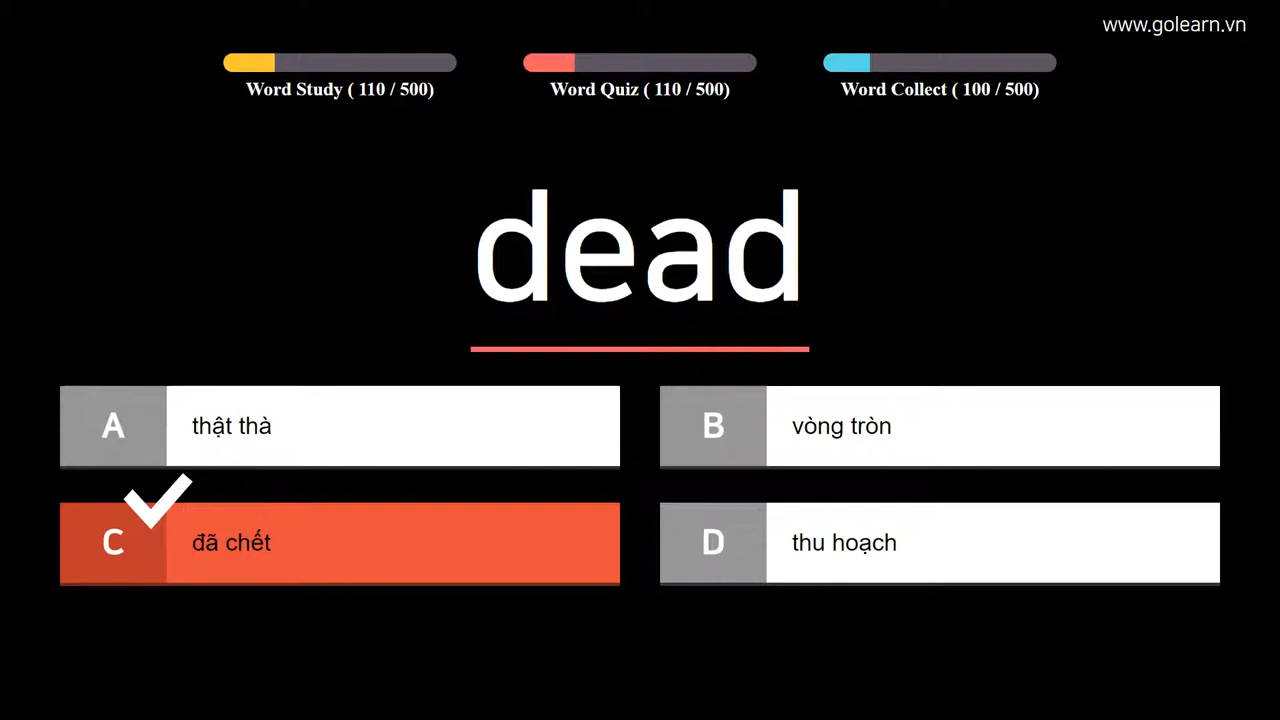 www.golearn.vn
Word Study ( 110 / 500)
Word Quiz ( 110 / 500)
Word Collect ( 100 / 500)
dead
A thật thà
B vòng tròn
C đã chết
D thu hoạch